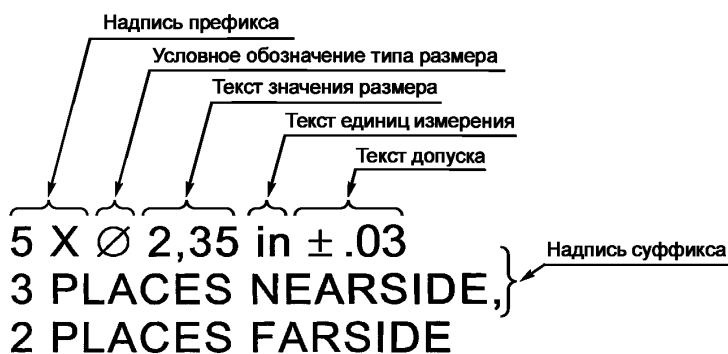 Надпись префикса
Условное обозначение типа размера
Текст значения размера
Текст единиц измерения
Текст допуска
5 X ∅ 2,35 in ± .03
Надпись суффикса
3 PLACES NEARSIDE,
2 PLACES FARSIDE